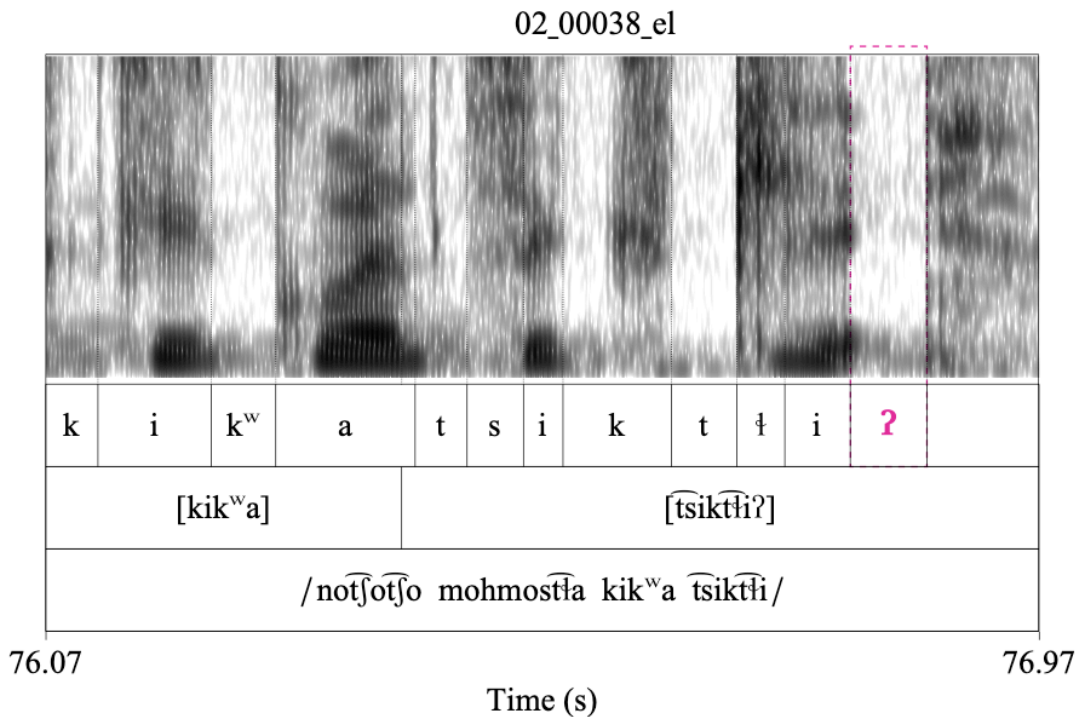 02_00038_el
k i kʷ a t s i k t ɬ i ʔ
[kikʷa] [t͡sikt͡ɬiʔ]
/not͡ʃot͡ʃo mohmost͡ɬa kikʷa t͡sikt͡ɬi/
76.07 76.97
Time (s)